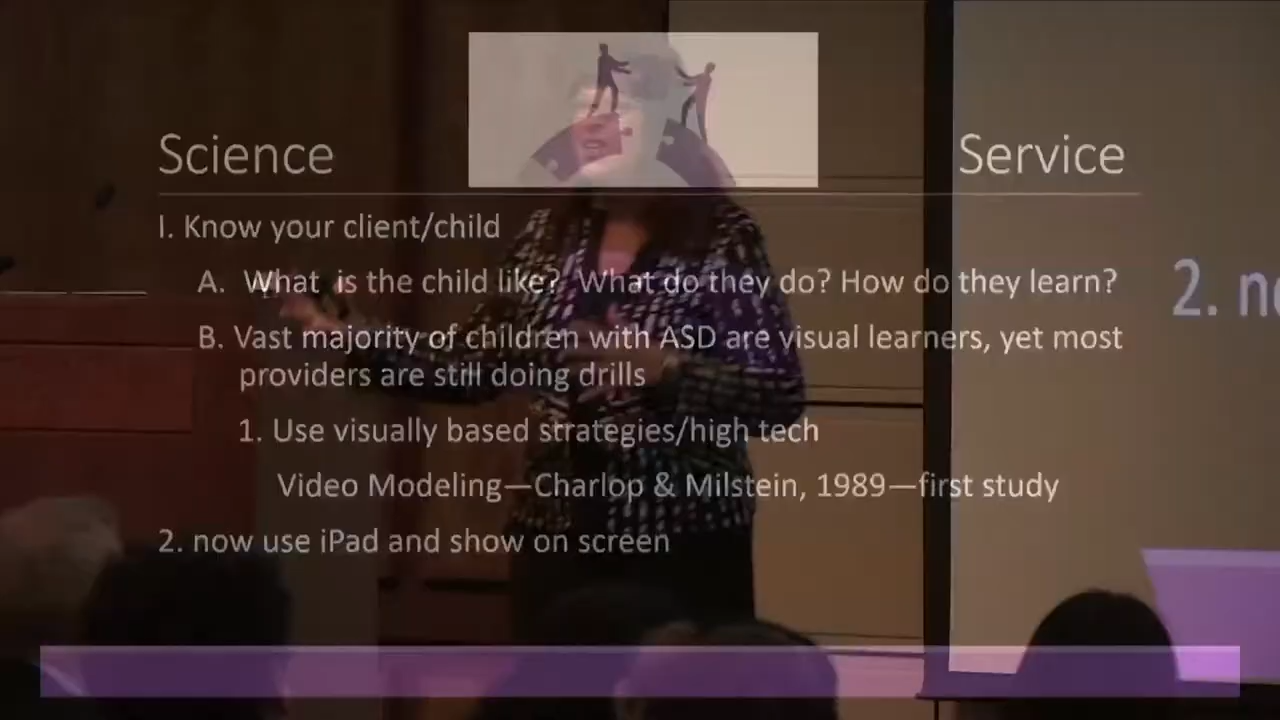 Science
Service
I. Know your client/child
A. What is the child like? What do they do? How do they learn?
B. Vast majority of children with ASD are visual learners, yet most
providers are still doing drills
1. Use visually based strategies/high tech
Video Modeling—Charlop & Milstein, 1989—first study
2. now use iPad and show on screen
2.